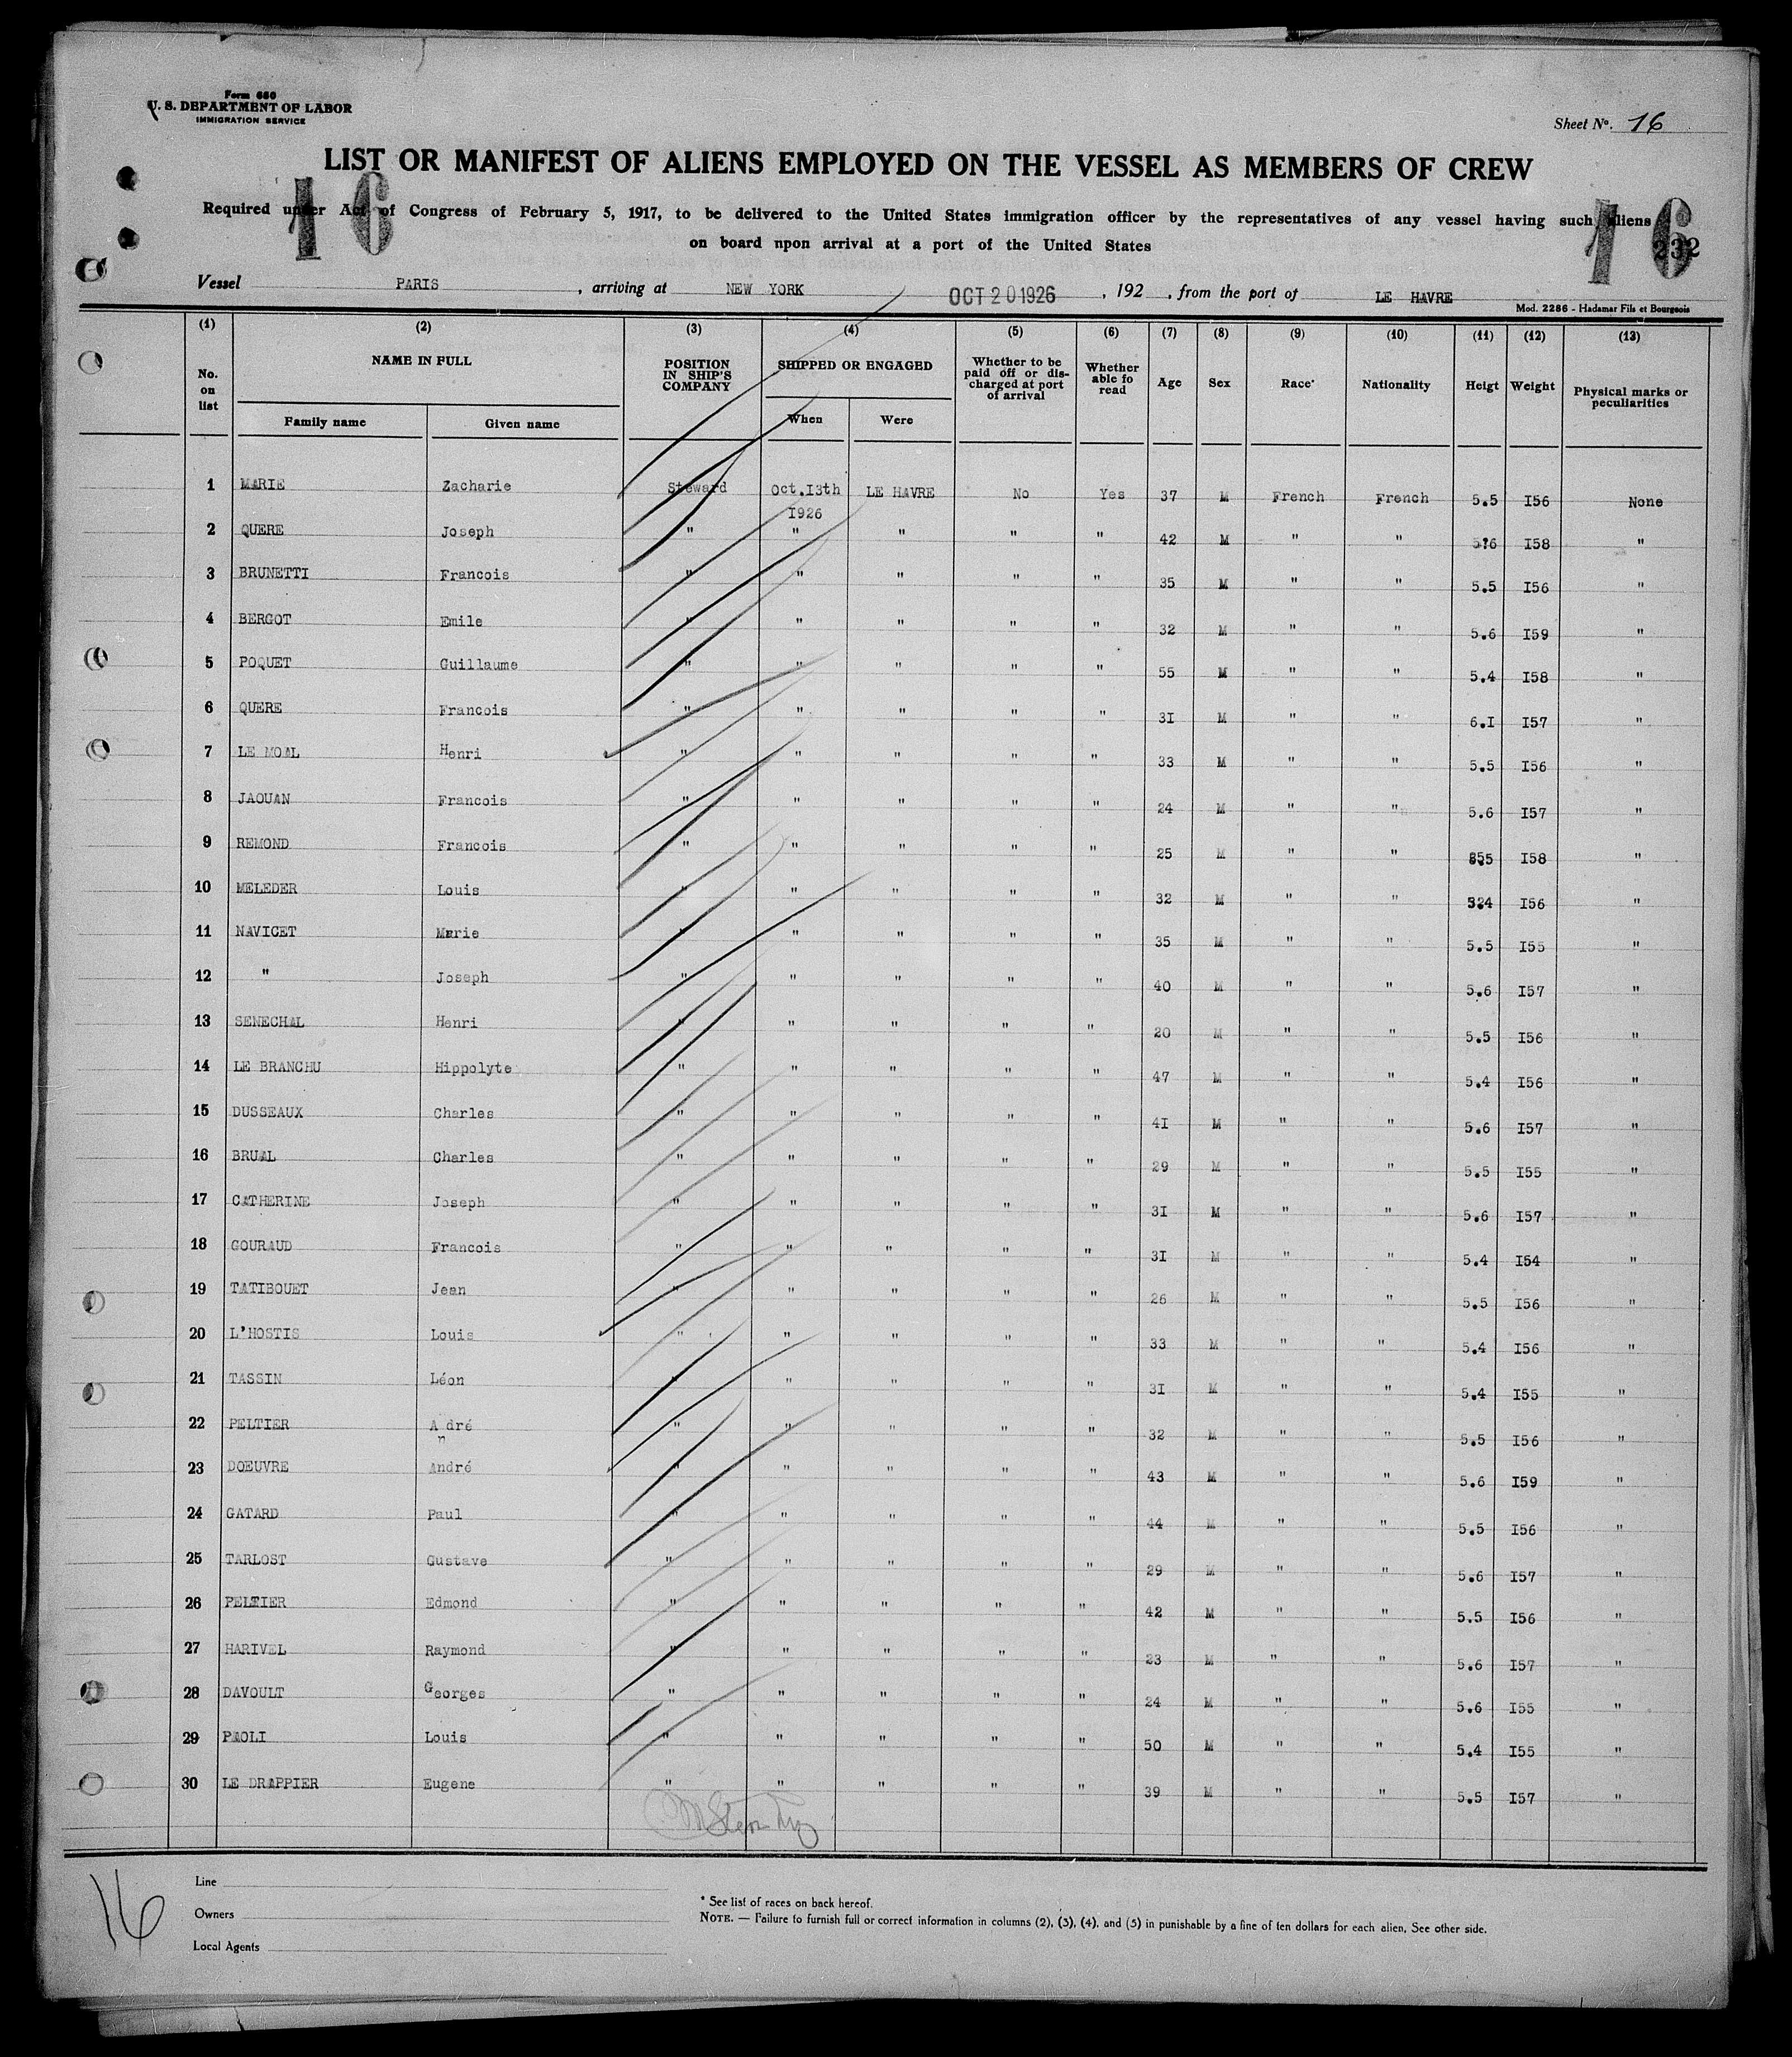 Form 680
U. S. DEPARTMENT OF LABOR
IMMIGRATION SERVICE
Sheet No. 16
LIST OR MANIFEST OF ALIENS EMPLOYED ON THE VESSEL AS MEMBERS OF CREW
16 16
Required under Act of Congress of February 5, 1917, to be delivered to the United States immigration officer by the representatives of any vessel having such aliens
on board npon arrival at a port of the United States
232
Vessel PARIS , arriving at NEW YORK OCT 20 1926 , 192 , from the port of LE HAVRE
Mod. 2286 - Hadamar Fils et Bourgeois
(1) (2) (3) (4) (5) (6) (7) (8) (9) (10) (11) (12) (13)
No. on list NAME IN FULL POSITION IN SHIP'S COMPANY SHIPPED OR ENGAGED Whether to be paid off or discharged at port of arrival Whether able fo read Age Sex Race* Nationality Heigt Weight Physical marks or peculiarities
Family name Given name When Were
1 MARIE Zacharie Steward Oct.I3th I926 LE HAVRE No Yes 37 M French French 5.5 I56 None
2 QUERE Joseph " " " " " 42 M " " 5.6 I58 "
3 BRUNETTI Francois " " " " " 35 M " " 5.5 I56 "
4 BERGOT Emile " " " " " 32 M " " 5.6 I59 "
5 POQUET Guillaume " " " " " 55 M " " 5.4 I58 "
6 QUERE Francois " " " " " 3I M " " 6.I I57 "
7 LE MOAL Henri " " " " " 33 M " " 5.5 I56 "
8 JAOUAN Francois " " " " " 24 M " " 5.6 I57 "
9 REMOND Francois " " " " " 25 M " " 5.5 I58 "
10 MELEDER Louis " " " " " 32 M " " 5.4 I56 "
11 NAVICET Marie " " " " " 35 M " " 5.5 I55 "
12 " Joseph " " " " " 40 M " " 5.6 I57 "
13 SENECHAL Henri " " " " " 20 M " " 5.5 I56 "
14 LE BRANCHU Hippolyte " " " " " 47 M " " 5.4 I56 "
15 DUSSEAUX Charles " " " " " 4I M " " 5.6 I57 "
16 BRUAL Charles " " " " " 29 M " " 5.5 I55 "
17 CATHERINE Joseph " " " " " 3I M " " 5.6 I57 "
18 GOURAUD Francois " " " " " 3I M " " 5.4 I54 "
19 TATIBOUET Jean " " " " " 26 M " " 5.5 I56 "
20 L'HOSTIS Louis " " " " " 33 M " " 5.4 I56 "
21 TASSIN Léon " " " " " 3I M " " 5.4 I55 "
22 PELTIER André " " " " " 32 M " " 5.5 I56 "
23 DOEUVRE André " " " " " 43 M " " 5.6 I59 "
24 GATARD Paul " " " " " 44 M " " 5.5 I56 "
25 TARLOST Gustave " " " " " 29 M " " 5.6 I57 "
26 PELTIER Edmond " " " " " 42 M " " 5.5 I56 "
27 HARIVEL Raymond " " " " " 23 M " " 5.6 I57 "
28 DAVOULT Georges " " " " " 24 M " " 5.6 I55 "
29 PAOLI Louis " " " " " 50 M " " 5.4 I55 "
30 LE DRAPPIER Eugene " " " " " 39 M " " 5.5 I57 "
16
Line
Owners
Local Agents
* See list of races on back hereof.
NOTE. — Failure to furnish full or correct information in columns (2), (3), (4), and (5) in punishable by a fine of ten dollars for each alien, See other side.